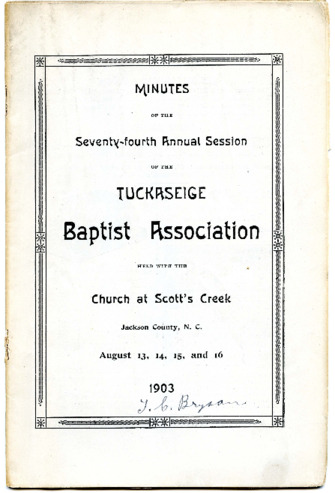 MINUTES
OF THE
Seventy-fourth Annual Session
OF THE
TUCKASEIGE
Baptist Association
HELD WITH THE
Church at Scott's Creek
Jackson County, N. C.
August 13, 14, 15, and 16
1903
T. C. Bryson